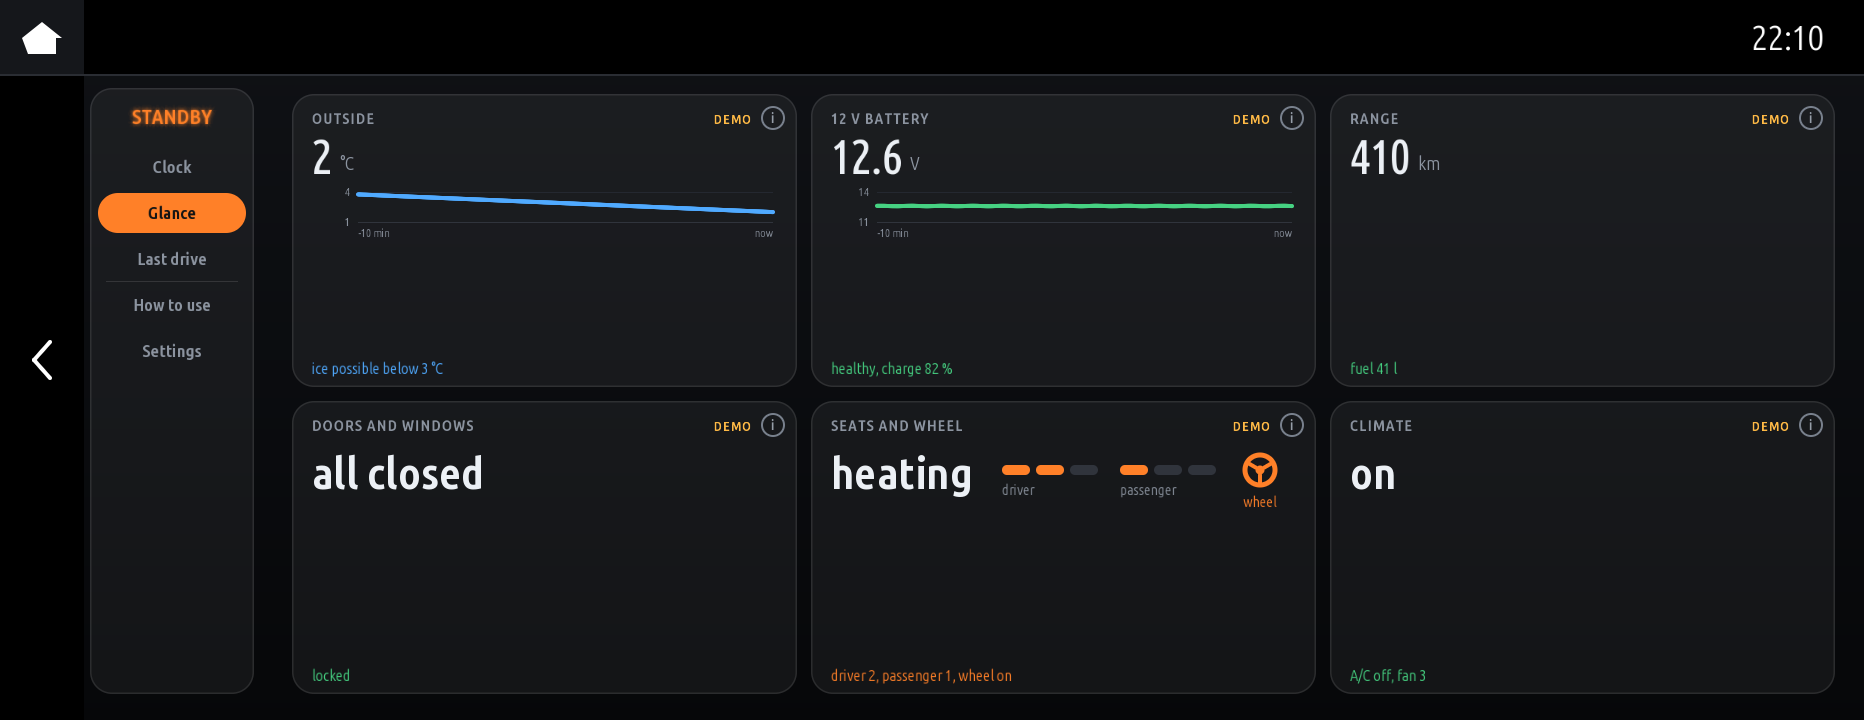 22:10
STANDBY
Clock
Glance
Last drive
How to use
Settings
OUTSIDE DEMO i
2 °C
4
1
-10 min now
ice possible below 3 °C
12 V BATTERY DEMO i
12.6 V
14
11
-10 min now
healthy, charge 82 %
RANGE DEMO i
410 km
fuel 41 l
DOORS AND WINDOWS DEMO i
all closed
locked
SEATS AND WHEEL DEMO i
heating
driver passenger wheel
driver 2, passenger 1, wheel on
CLIMATE DEMO i
on
A/C off, fan 3